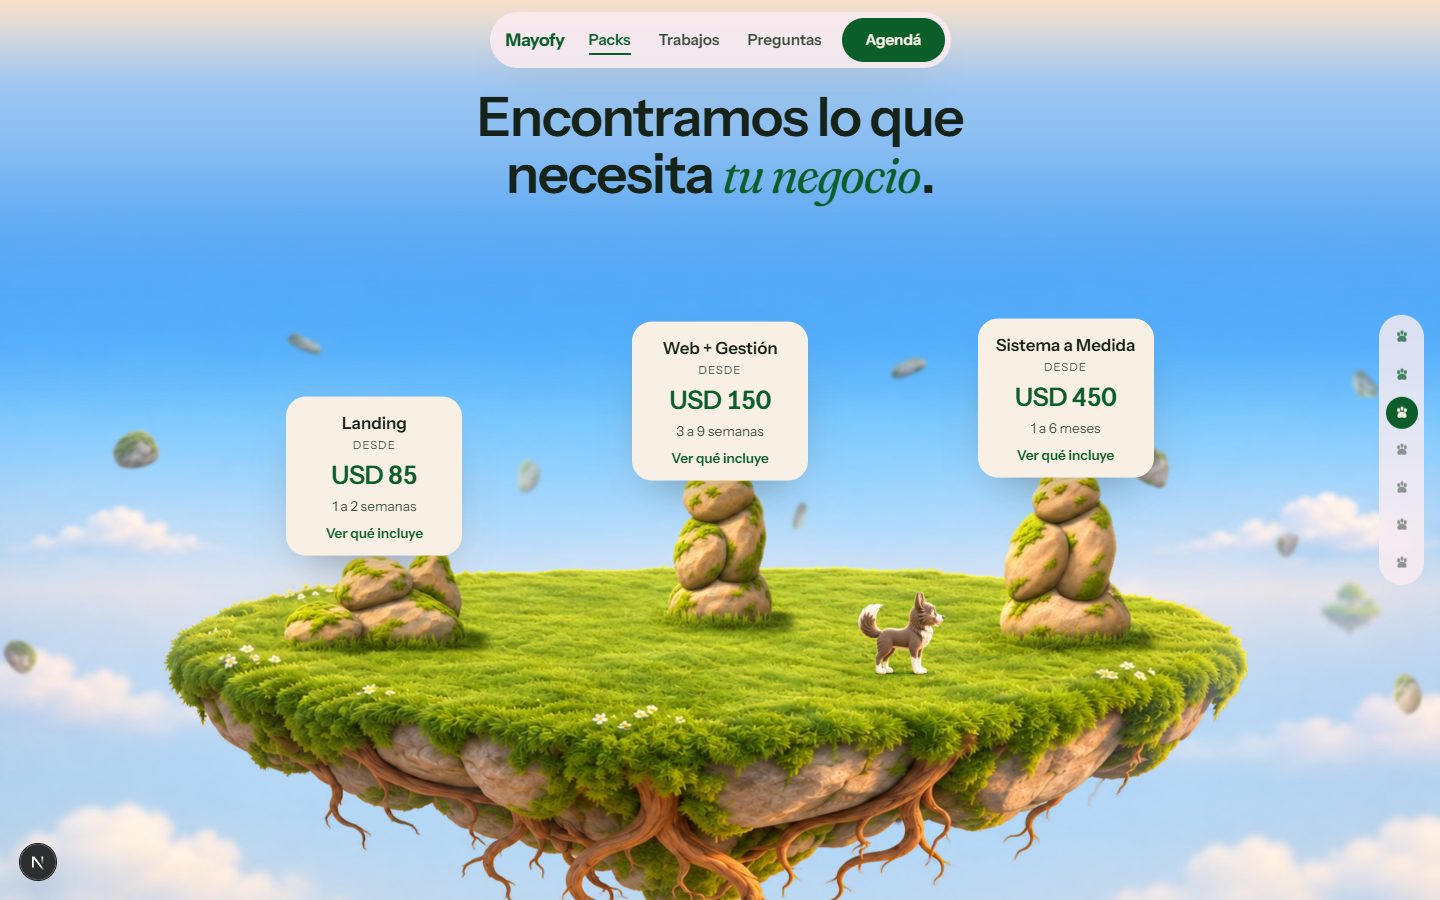 Mayofy
Packs
Trabajos
Preguntas
Agendá
Encontramos lo que
necesita tu negocio.
Landing
DESDE
USD 85
1 a 2 semanas
Ver qué incluye
Web + Gestión
DESDE
USD 150
3 a 9 semanas
Ver qué incluye
Sistema a Medida
DESDE
USD 450
1 a 6 meses
Ver qué incluye
N